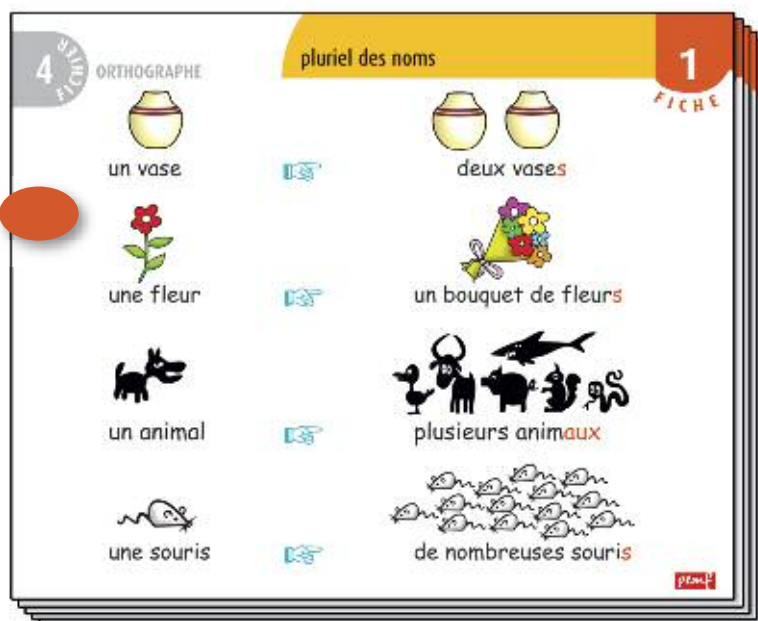 4 FICHIER
ORTHOGRAPHE
pluriel des noms
1
FICHE
un vase
deux vases
une fleur
un bouquet de fleurs
un animal
plusieurs animaux
une souris
de nombreuses souris
pemf